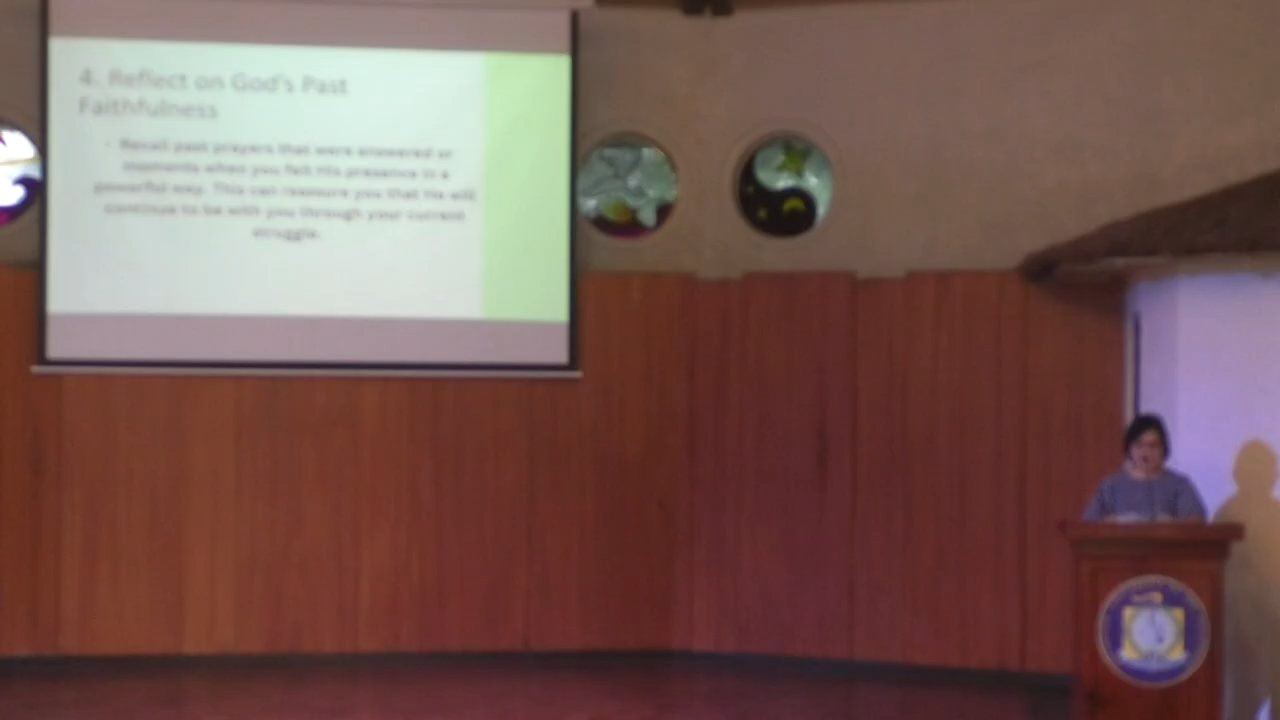 4. Reflect on God's Past
Faithfulness
• Recall past prayers that were answered or
moments when you felt His presence in a
powerful way. This can reassure you that He will
continue to be with you through your current
struggle.